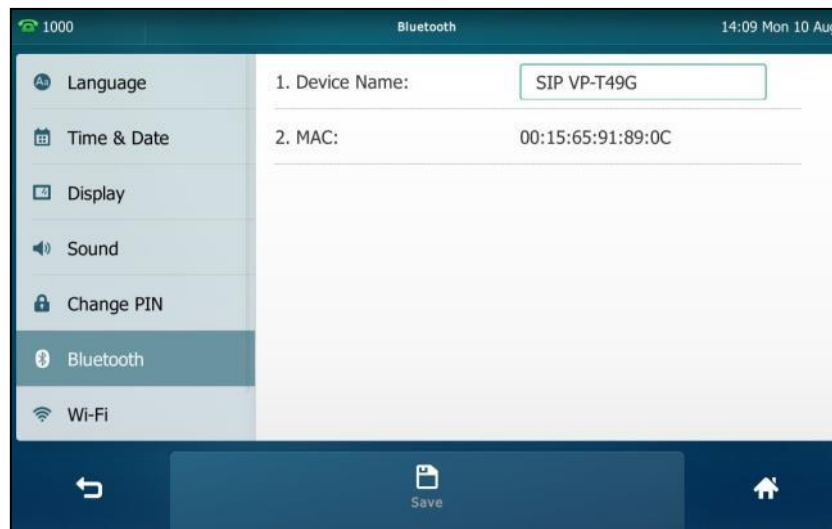 1000 Bluetooth 14:09 Mon 10 Aug
Language
1. Device Name: SIP VP-T49G
Time & Date
2. MAC: 00:15:65:91:89:0C
Display
Sound
Change PIN
Bluetooth
Wi-Fi
Save